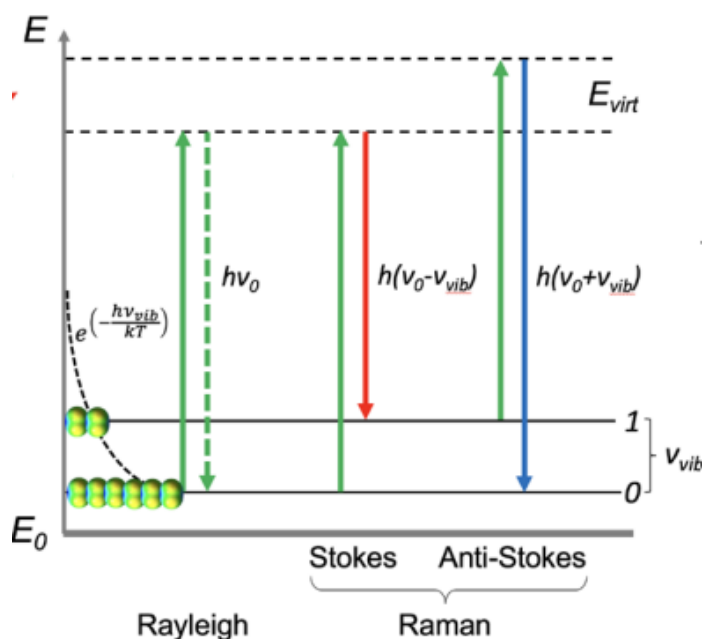 E
E_virt
hν_0
h(ν_0-ν_vib)
h(ν_0+ν_vib)
e^(-hν_vib/kT)
1
ν_vib
0
E_0
Stokes
Anti-Stokes
Rayleigh
Raman